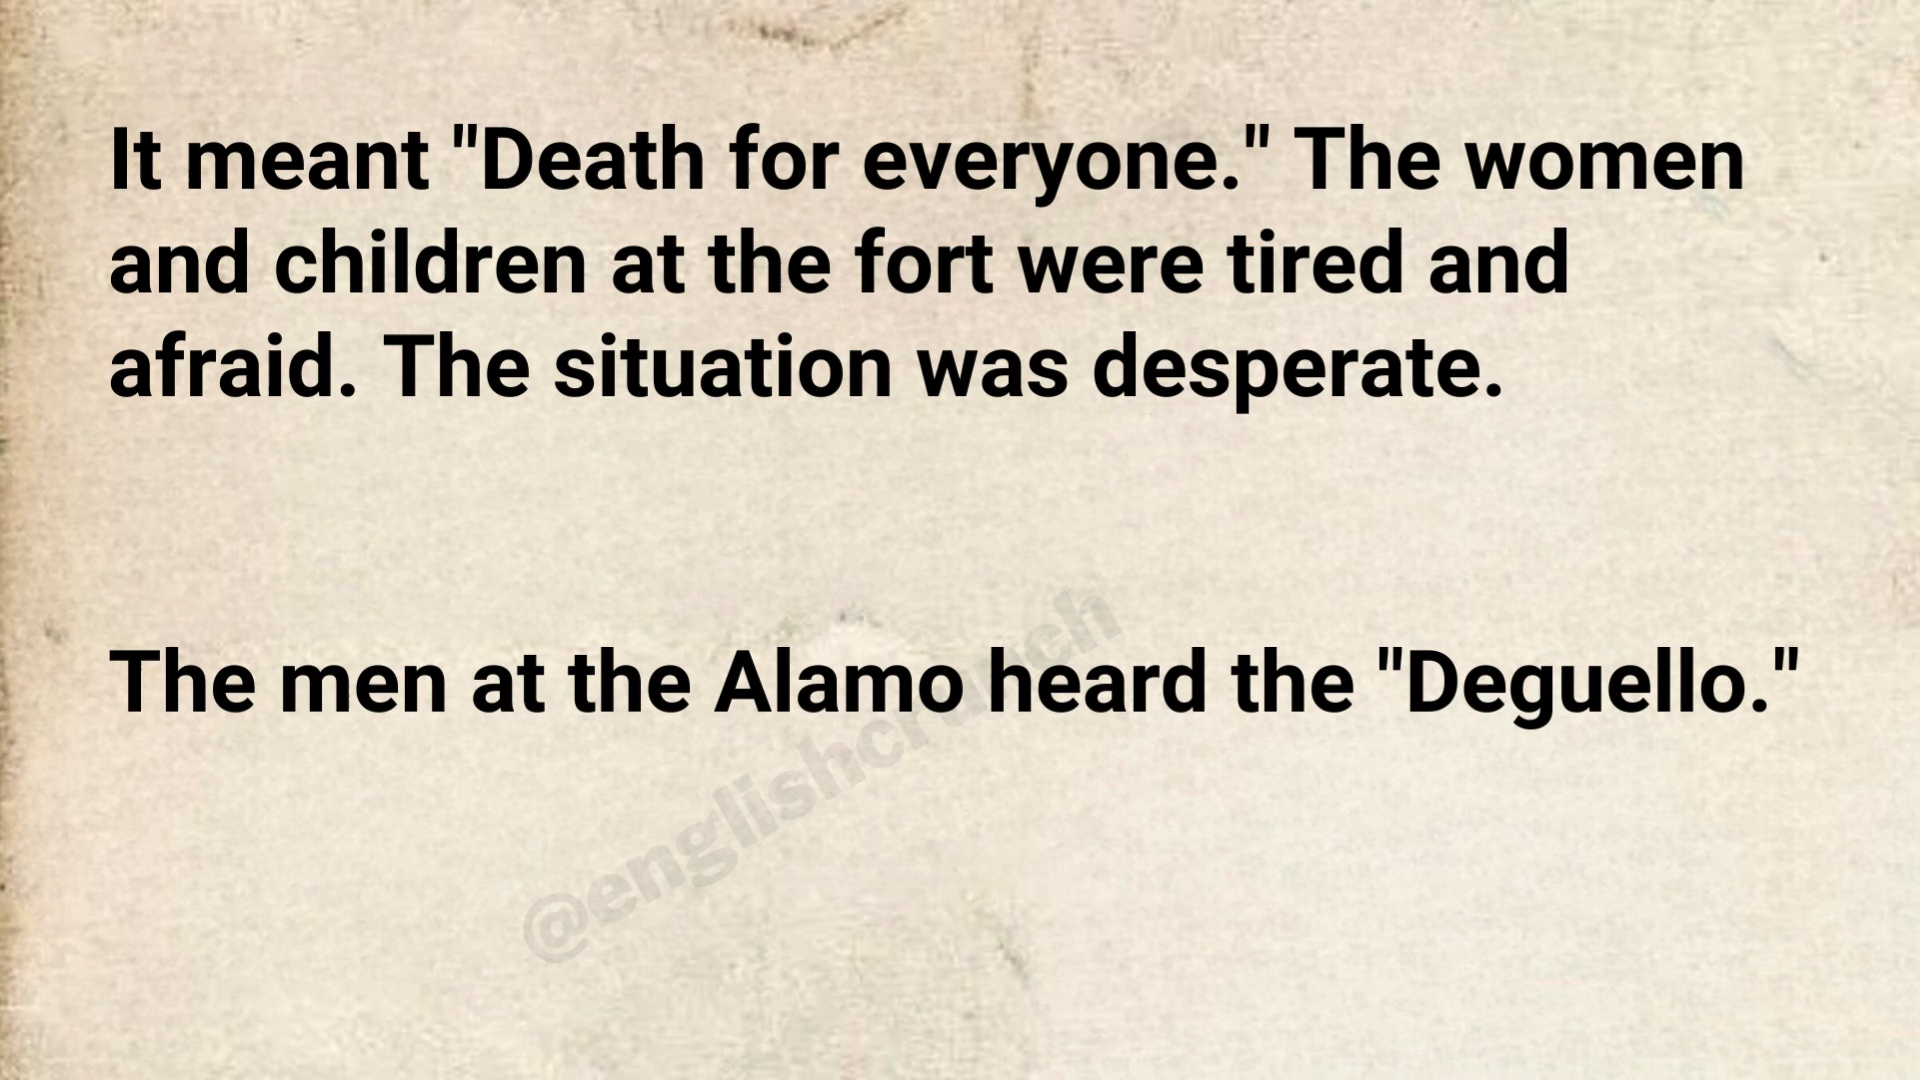 It meant "Death for everyone." The women
and children at the fort were tired and
afraid. The situation was desperate.
The men at the Alamo heard the "Deguello."
@englishcrunch